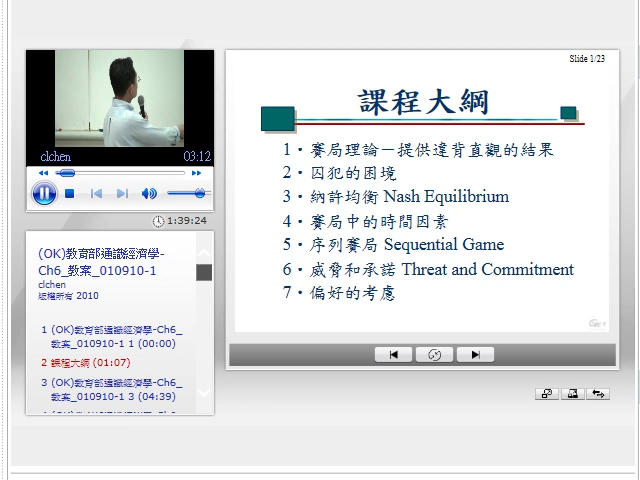 clchen
03:12
1:39:24
(OK)教育部通識經濟學-
Ch6_教案_010910-1
clchen
版權所有 2010
1 (OK)教育部通識經濟學-Ch6_
教案_010910-1 1 (00:00)
2 課程大綱 (01:07)
3 (OK)教育部通識經濟學-Ch6_
教案_010910-1 3 (04:39)
Slide 1/23
課程大綱
1‧賽局理論－提供違背直觀的結果
2‧囚犯的困境
3‧納許均衡 Nash Equilibrium
4‧賽局中的時間因素
5‧序列賽局 Sequential Game
6‧威脅和承諾 Threat and Commitment
7‧偏好的考慮